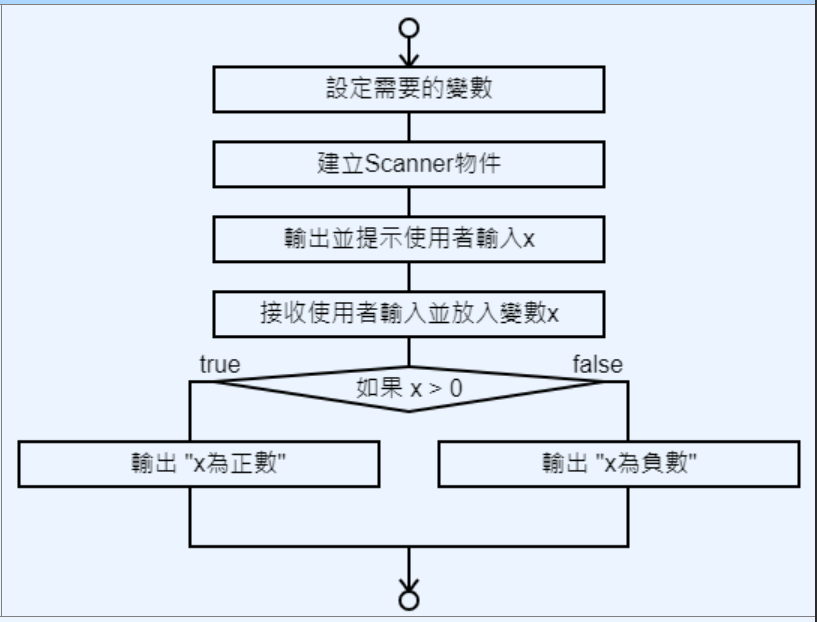 設定需要的變數
建立Scanner物件
輸出並提示使用者輸入x
接收使用者輸入並放入變數x
true
false
如果 x > 0
輸出 "x為正數"
輸出 "x為負數"